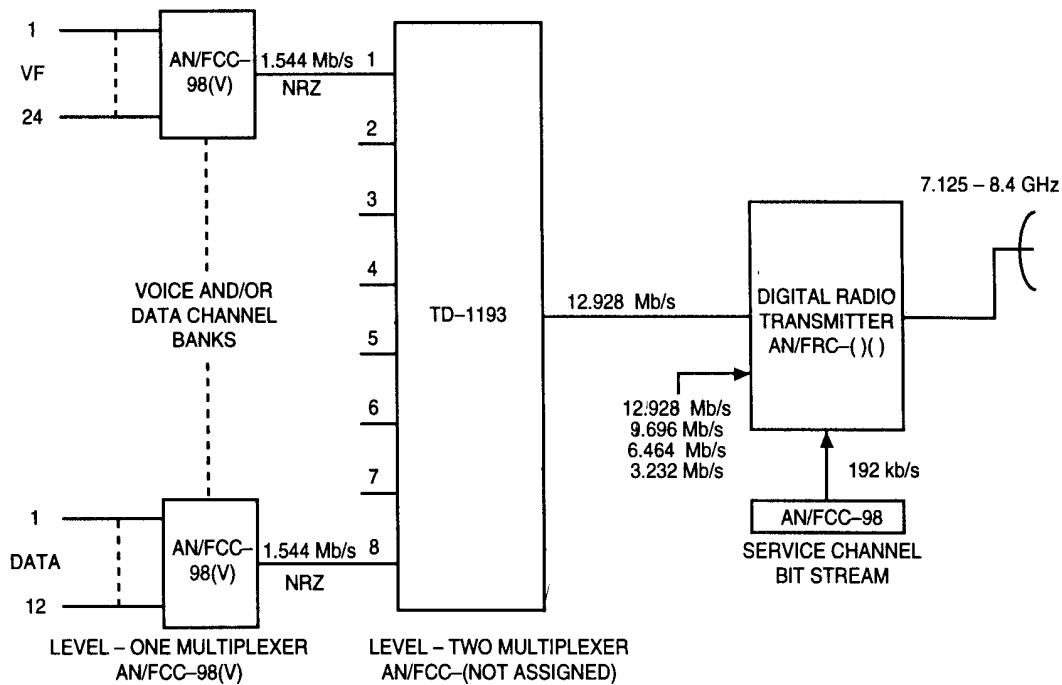 1
VF
24
AN/FCC–
98(V)
1.544 Mb/s
NRZ
1
2
3
4
5
6
7
8
VOICE AND/OR
DATA CHANNEL
BANKS
1
DATA
12
AN/FCC–
98(V)
1.544 Mb/s
NRZ
LEVEL – ONE MULTIPLEXER
AN/FCC–98(V)
TD–1193
LEVEL – TWO MULTIPLEXER
AN/FCC–(NOT ASSIGNED)
12.928 Mb/s
DIGITAL RADIO
TRANSMITTER
AN/FRC–( )( )
7.125 – 8.4 GHz
12.928 Mb/s
9.696 Mb/s
6.464 Mb/s
3.232 Mb/s
192 kb/s
AN/FCC–98
SERVICE CHANNEL
BIT STREAM